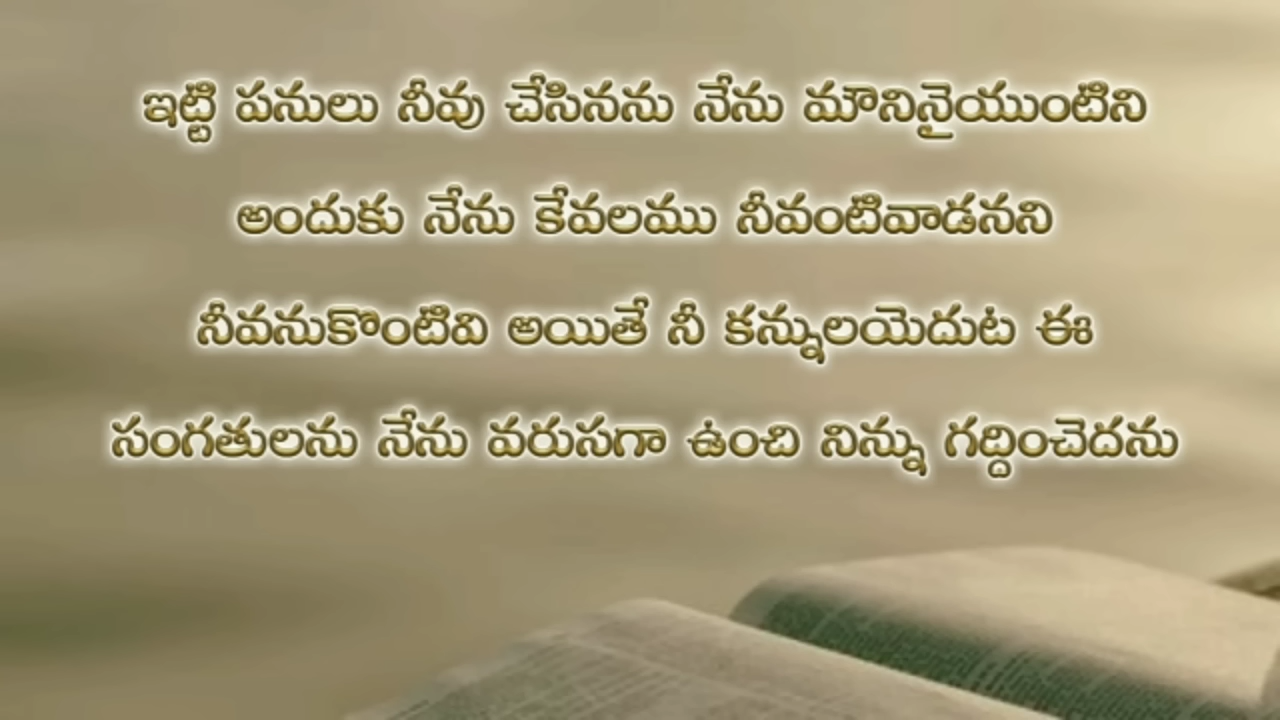 ఇట్టి పనులు నీవు చేసినను నేను మౌనినైయుంటిని
అందుకు నేను కేవలము నీవంటివాడనని
నీవనుకొంటివి అయితే నీ కన్నులయెదుట ఈ
సంగతులను నేను వరుసగా ఉంచి నిన్ను గద్దించెదను